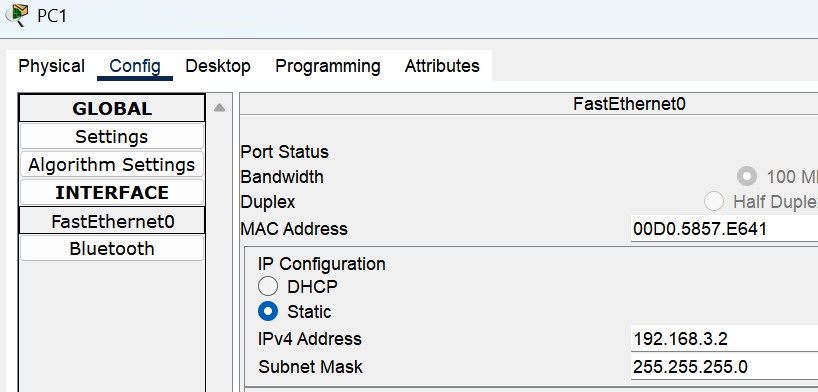 PC1
Physical Config Desktop Programming Attributes
GLOBAL
Settings
Algorithm Settings
INTERFACE
FastEthernet0
Bluetooth
FastEthernet0
Port Status
Bandwidth 100 M
Duplex Half Duple
MAC Address 00D0.5857.E641
IP Configuration
DHCP
Static
IPv4 Address 192.168.3.2
Subnet Mask 255.255.255.0